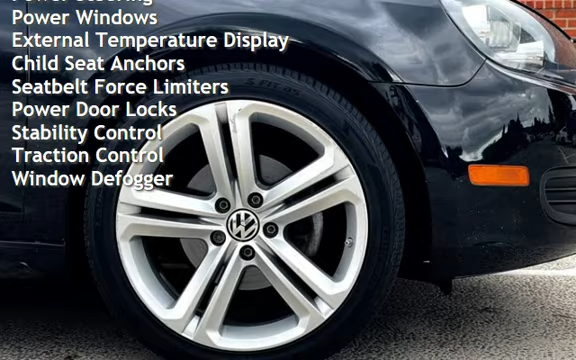 Power Windows
External Temperature Display
Child Seat Anchors
Seatbelt Force Limiters
Power Door Locks
Stability Control
Traction Control
Window Defogger